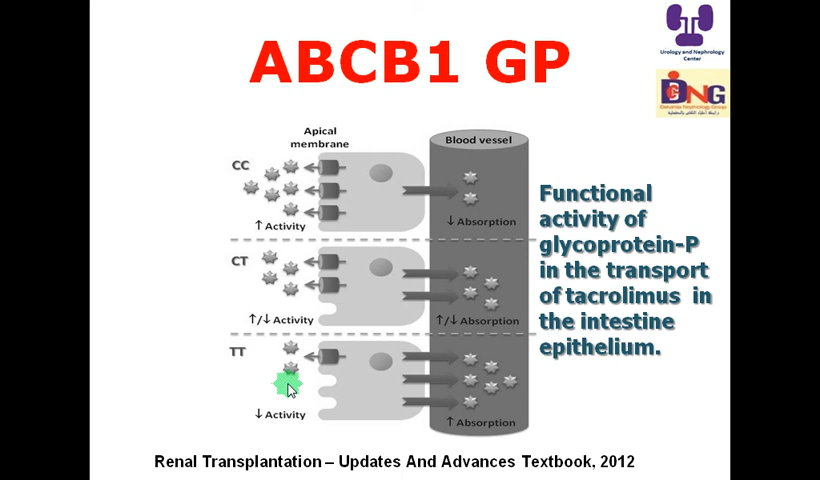 ABCB1 GP
Urology and Nephrology
Center
DNG
Apical
membrane
Blood vessel
CC
↑ Activity
↓ Absorption
CT
↑/↓ Activity
↑/↓ Absorption
TT
↓ Activity
↑ Absorption
Functional
activity of
glycoprotein-P
in the transport
of tacrolimus in
the intestine
epithelium.
Renal Transplantation – Updates And Advances Textbook, 2012